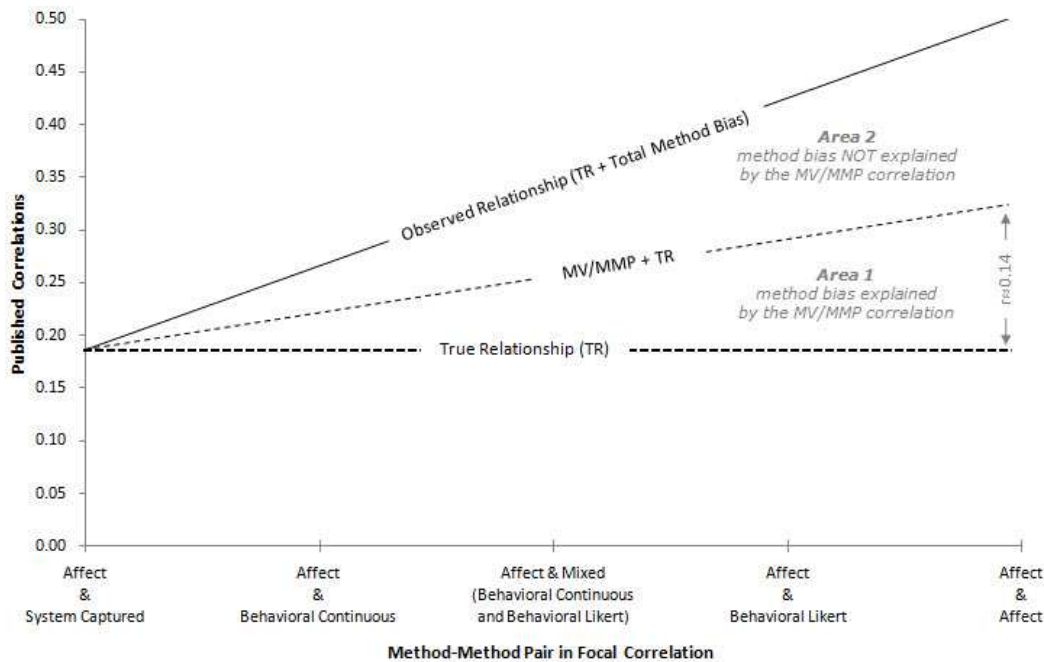 0.50
0.45
0.40
0.35
0.30
0.25
0.20
0.15
0.10
0.05
0.00
Published Correlations
Observed Relationship (TR + Total Method Bias)
Area 2
method bias NOT explained
by the MV/MMP correlation
MV/MMP + TR
Area 1
method bias explained
by the MV/MMP correlation
r≈0.14
True Relationship (TR)
Affect
&
System Captured
Affect
&
Behavioral Continuous
Affect & Mixed
(Behavioral Continuous
and Behavioral Likert)
Affect
&
Behavioral Likert
Affect
&
Affect
Method-Method Pair in Focal Correlation